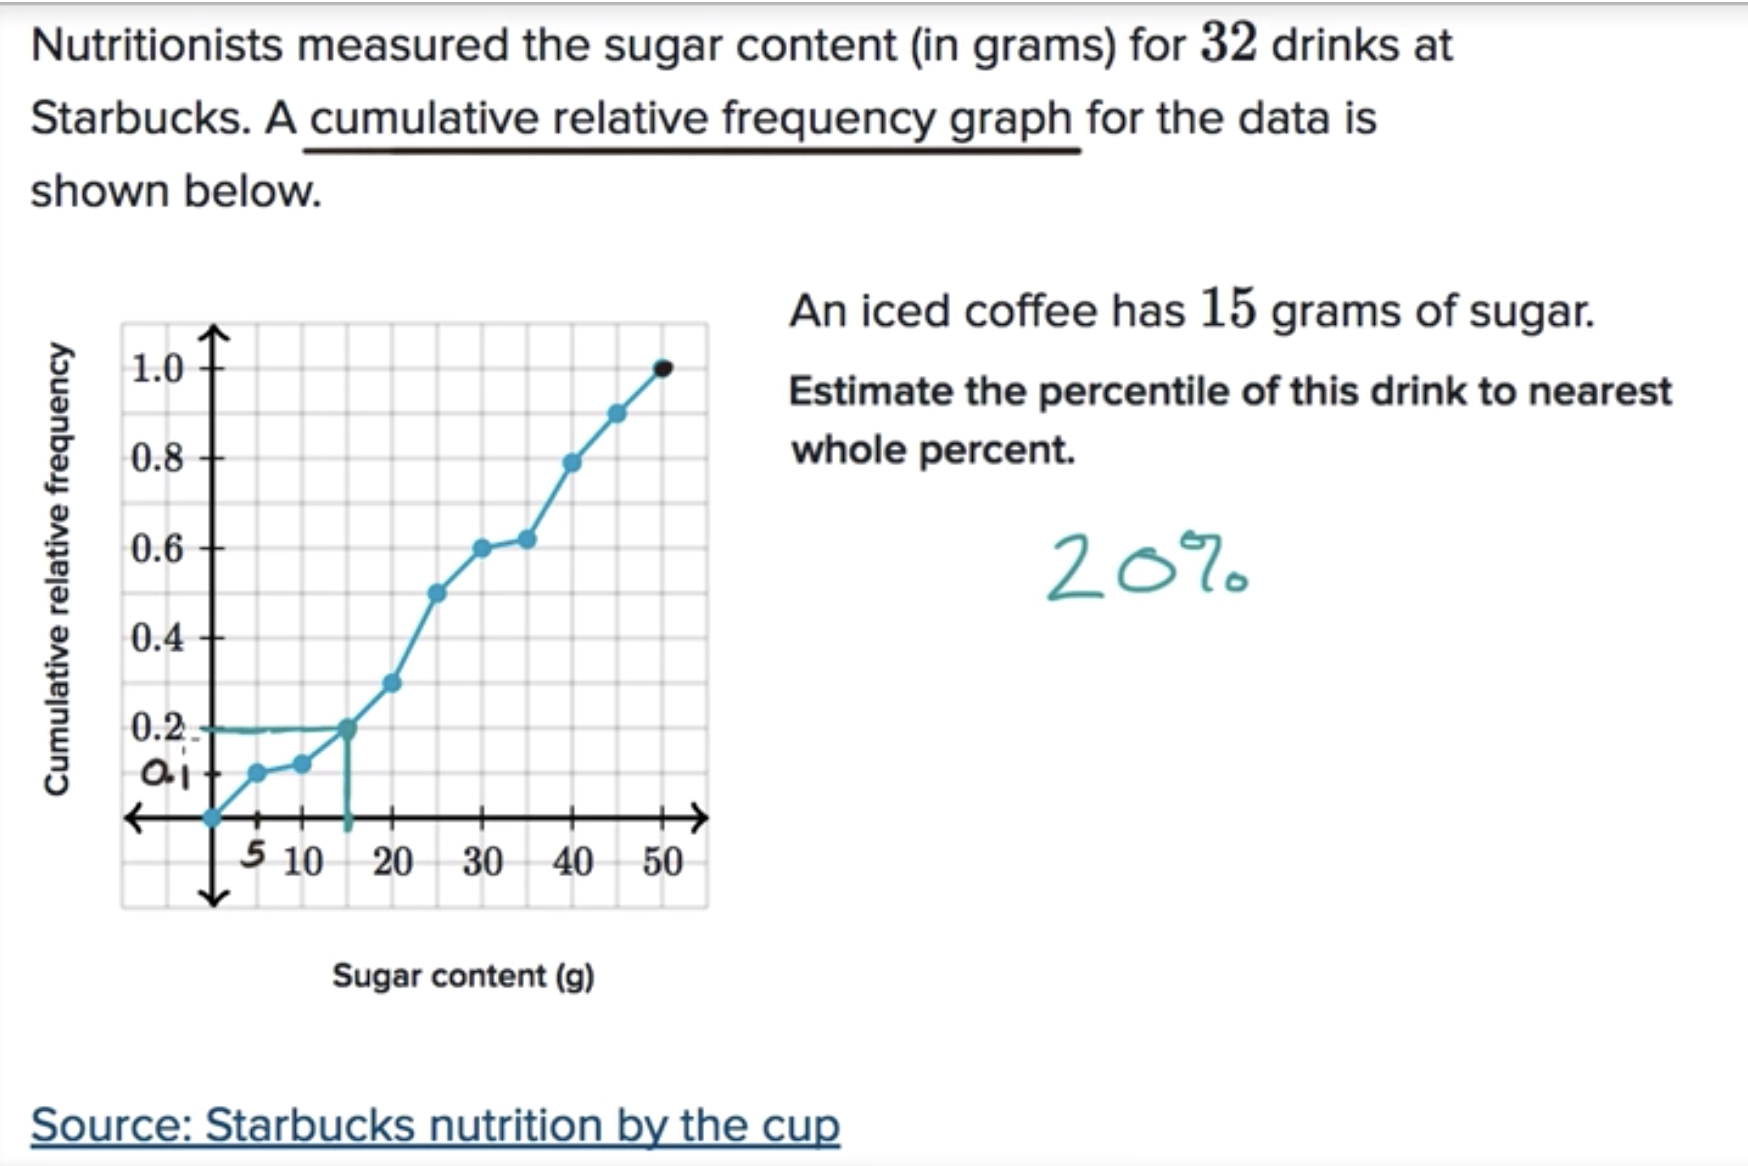 Nutritionists measured the sugar content (in grams) for 32 drinks at
Starbucks. A cumulative relative frequency graph for the data is
shown below.
Cumulative relative frequency
1.0
0.8
0.6
0.4
0.2
0.1
5 10 20 30 40 50
Sugar content (g)
An iced coffee has 15 grams of sugar.
Estimate the percentile of this drink to nearest
whole percent.
20%
Source: Starbucks nutrition by the cup